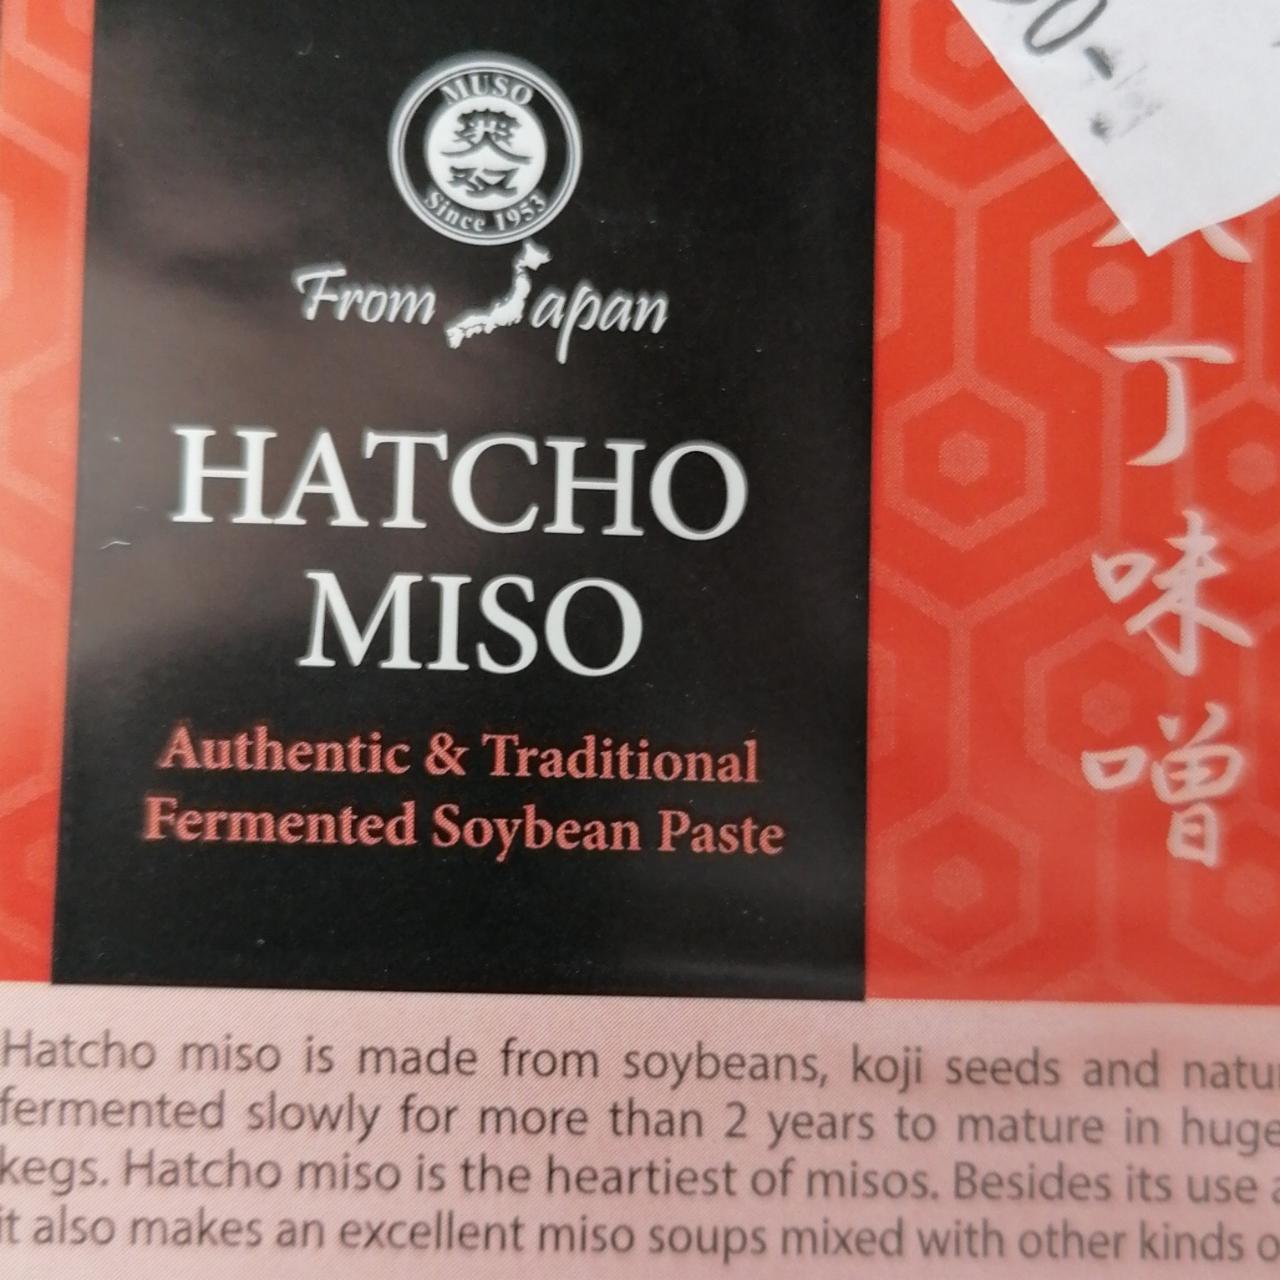 MUSO
Since 1953
From Japan
HATCHO
MISO
Authentic & Traditional
Fermented Soybean Paste
丁
味
噌
Hatcho miso is made from soybeans, koji seeds and
fermented slowly for more than 2 years to mature in huge
kegs. Hatcho miso is the heartiest of misos. Besides its use
it also makes an excellent miso soups mixed with other kinds